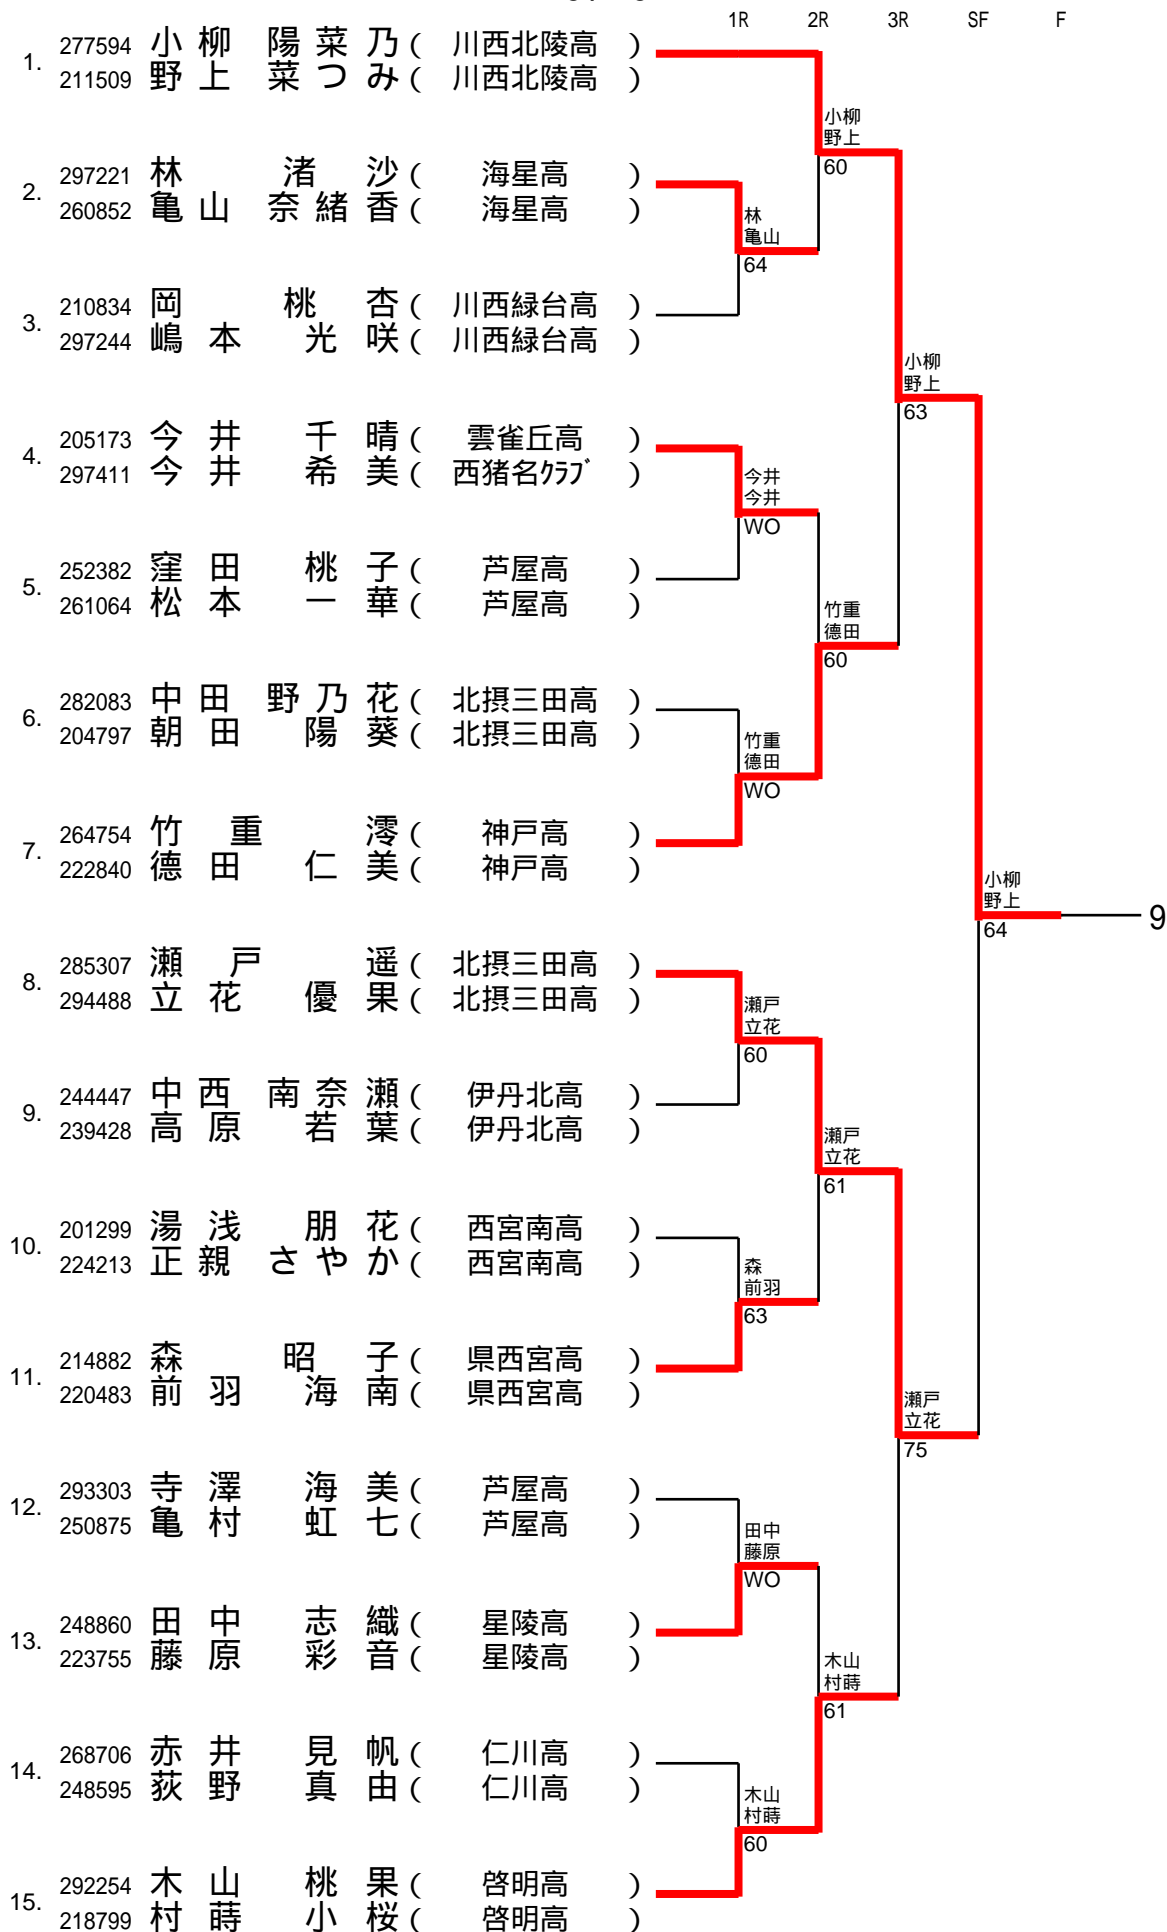 1R 2R 3R SF F
1. 277594 小柳 陽菜乃 ( 川西北陵高 )
211509 野上 菜つみ ( 川西北陵高 )
小柳
野上
60
2. 297221 林 渚沙 ( 海星高 )
260852 亀山 奈緒香 ( 海星高 )
林
亀山
64
3. 210834 岡 桃杏 ( 川西緑台高 )
297244 嶋本 光咲 ( 川西緑台高 )
小柳
野上
63
4. 205173 今井 千晴 ( 雲雀丘高 )
297411 今井 希美 ( 西猪名ｸﾗﾌﾞ )
今井
今井
WO
5. 252382 窪田 桃子 ( 芦屋高 )
261064 松本 一華 ( 芦屋高 )
竹重
德田
60
6. 282083 中田 野乃花 ( 北摂三田高 )
204797 朝田 陽葵 ( 北摂三田高 )
竹重
德田
WO
7. 264754 竹重 澪 ( 神戸高 )
222840 德田 仁美 ( 神戸高 )
小柳
野上
64
9
8. 285307 瀬戸 遥 ( 北摂三田高 )
294488 立花 優果 ( 北摂三田高 )
瀬戸
立花
60
9. 244447 中西 南奈瀬 ( 伊丹北高 )
239428 高原 若葉 ( 伊丹北高 )
瀬戸
立花
61
10. 201299 湯浅 朋花 ( 西宮南高 )
224213 正親 さやか ( 西宮南高 )
森
前羽
63
11. 214882 森 昭子 ( 県西宮高 )
220483 前羽 海南 ( 県西宮高 )
瀬戸
立花
75
12. 293303 寺澤 海美 ( 芦屋高 )
250875 亀村 虹七 ( 芦屋高 )
田中
藤原
WO
13. 248860 田中 志織 ( 星陵高 )
223755 藤原 彩音 ( 星陵高 )
木山
村蒔
61
14. 268706 赤井 見帆 ( 仁川高 )
248595 荻野 真由 ( 仁川高 )
木山
村蒔
60
15. 292254 木山 桃果 ( 啓明高 )
218799 村蒔 小桜 ( 啓明高 )